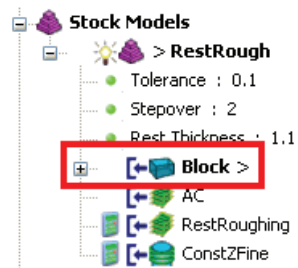 Stock Models
> RestRough
Tolerance : 0.1
Stepover : 2
Rest Thickness : 1.1
Block >
AC
RestRoughing
ConstZFine